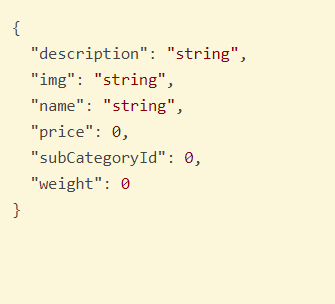 {
  "description": "string",
  "img": "string",
  "name": "string",
  "price": 0,
  "subCategoryId": 0,
  "weight": 0
}